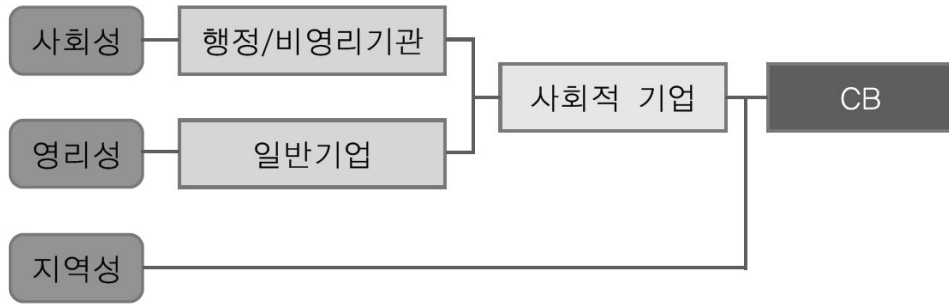 사회성
행정/비영리기관
사회적 기업
CB
영리성
일반기업
지역성